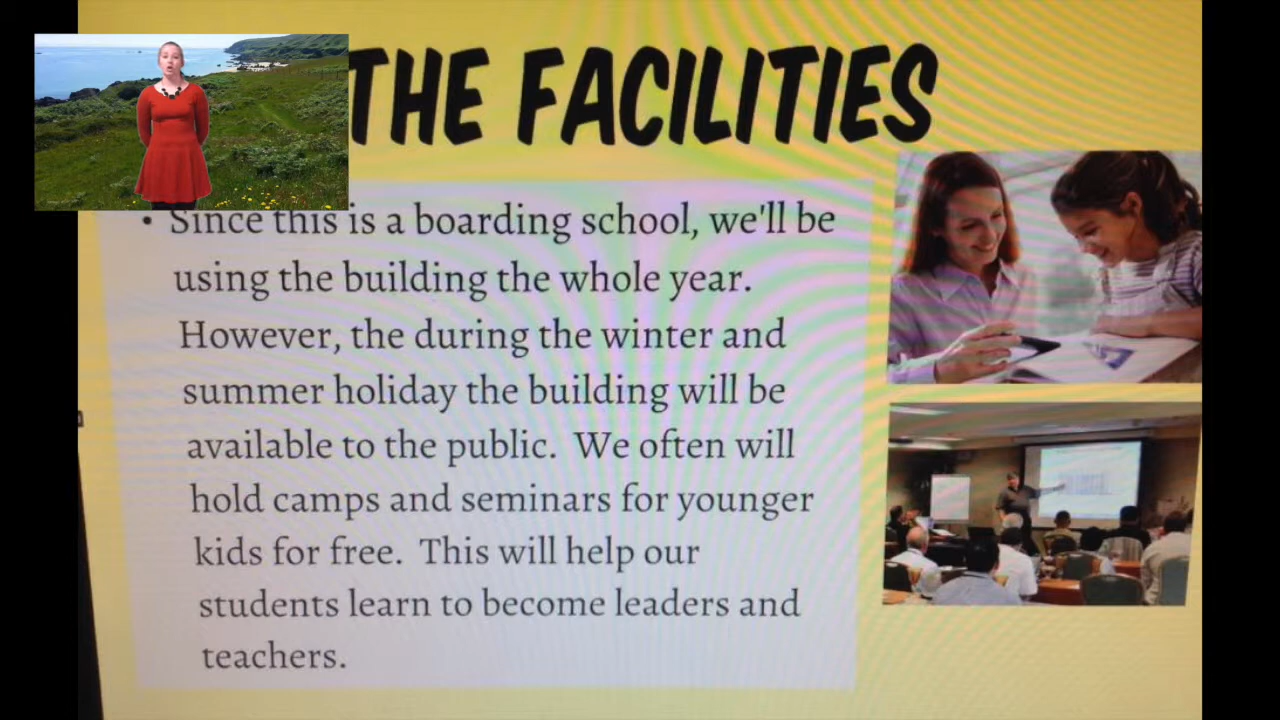 THE FACILITIES
• Since this is a boarding school, we'll be
using the building the whole year.
However, the during the winter and
summer holiday the building will be
available to the public. We often will
hold camps and seminars for younger
kids for free. This will help our
students learn to become leaders and
teachers.